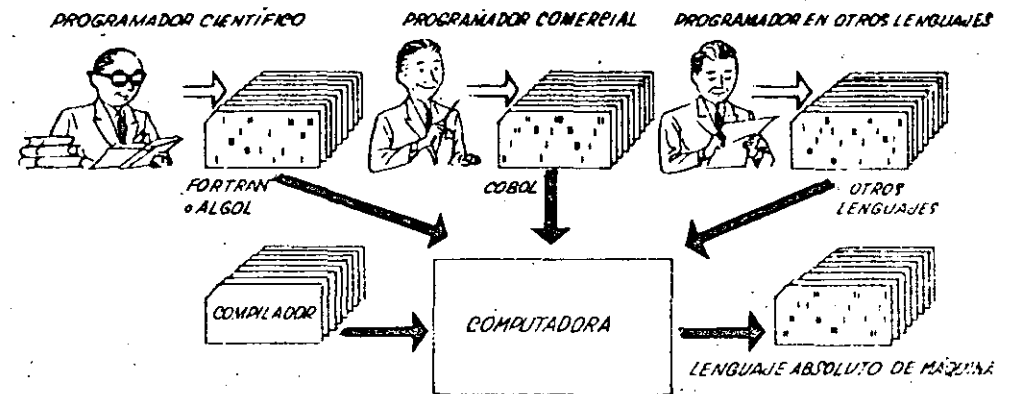 PROGRAMADOR CIENTÍFICO
PROGRAMADOR COMERCIAL
PROGRAMADOR EN OTROS LENGUAJES
FORTRAN
o ALGOL
COBOL
OTROS
LENGUAJES
COMPILADOR
COMPUTADORA
LENGUAJE ABSOLUTO DE MÁQUINA